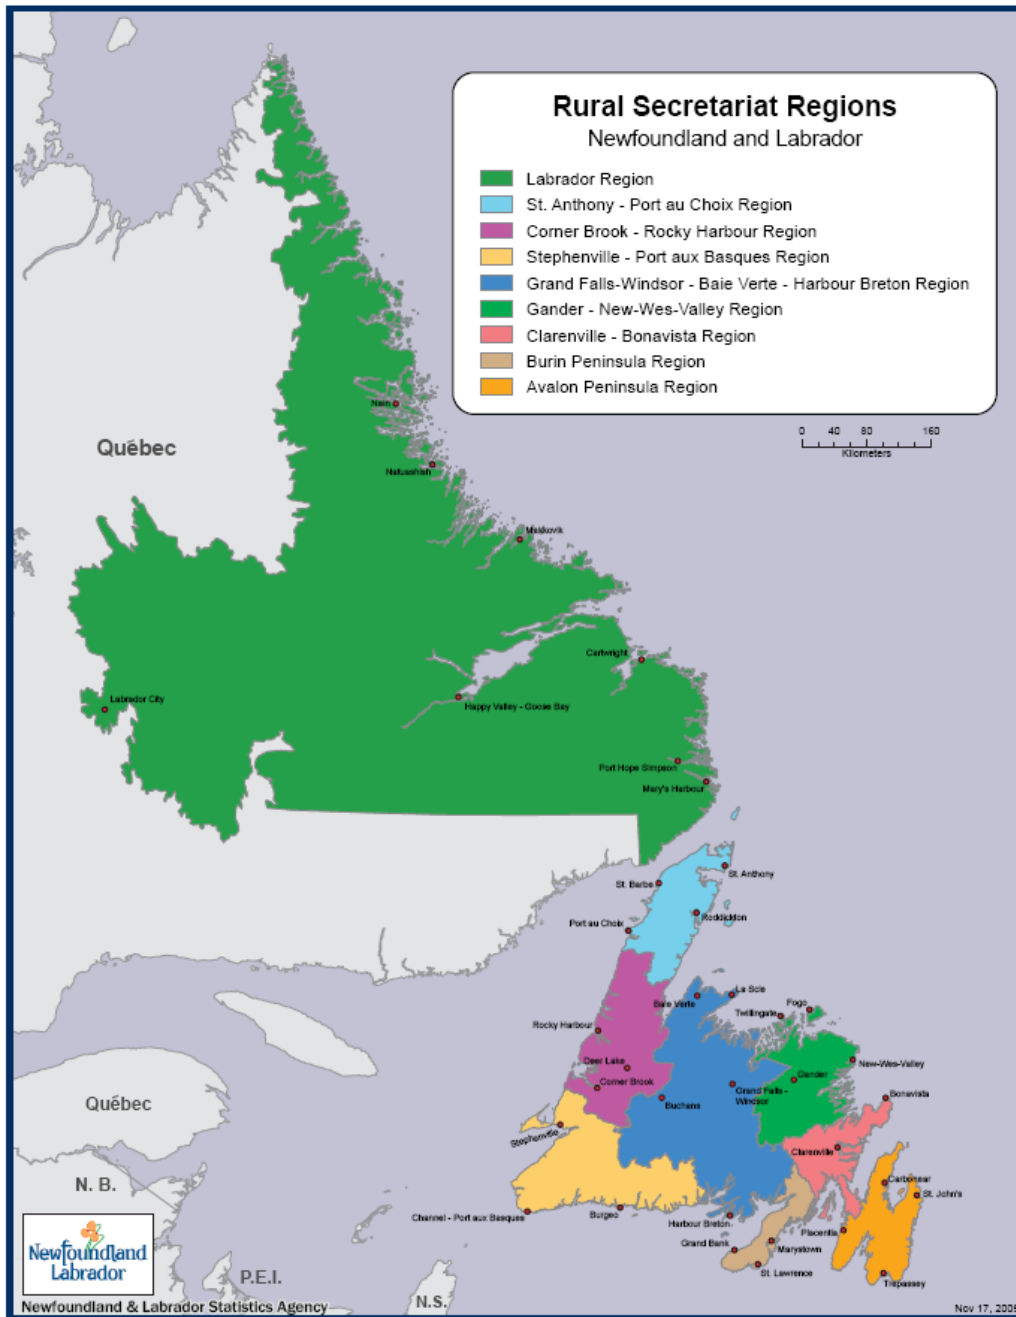 Rural Secretariat Regions
Newfoundland and Labrador
Labrador Region
St. Anthony - Port au Choix Region
Corner Brook - Rocky Harbour Region
Stephenville - Port aux Basques Region
Grand Falls-Windsor - Baie Verte - Harbour Breton Region
Gander - New-Wes-Valley Region
Clarenville - Bonavista Region
Burin Peninsula Region
Avalon Peninsula Region
0 40 80 160
Kilometers
Nain
Québec
Natuashish
Makkovik
Cartwright
Labrador City
Happy Valley - Goose Bay
Port Hope Simpson
Mary's Harbour
St. Anthony
St. Barbe
Roddickton
Port au Choix
La Scie
Baie Verte
Fogo
Twillingate
Rocky Harbour
New-Wes-Valley
Deer Lake
Gander
Corner Brook
Grand Falls -
Windsor
Buchans
Bonavista
Québec
Stephenville
Clarenville
Carbonear
N. B.
St. John's
Channel - Port aux Basques
Burgeo
Harbour Breton
Placentia
Grand Bank
Marystown
St. Lawrence
Trepassey
Newfoundland
Labrador
P.E.I.
N.S.
Newfoundland & Labrador Statistics Agency
Nov 17, 2005